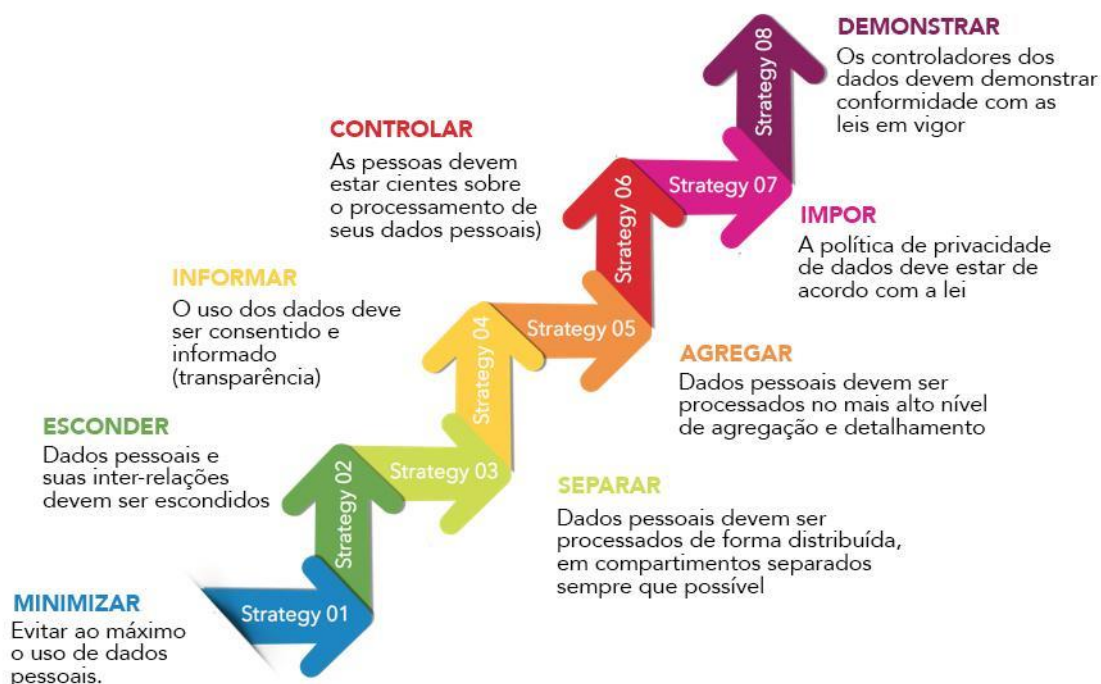 DEMONSTRAR
Os controladores dos
dados devem demonstrar
conformidade com as
leis em vigor
Strategy 08
CONTROLAR
As pessoas devem
estar cientes sobre
o processamento de
seus dados pessoais)
Strategy 06
Strategy 07
IMPOR
A política de privacidade
de dados deve estar de
acordo com a lei
INFORMAR
O uso dos dados deve
ser consentido e
informado
(transparência)
Strategy 04
Strategy 05
AGREGAR
Dados pessoais devem ser
processados no mais alto nível
de agregação e detalhamento
ESCONDER
Dados pessoais e
suas inter-relações
devem ser escondidos
Strategy 02
Strategy 03
SEPARAR
Dados pessoais devem ser
processados de forma distribuída,
em compartimentos separados
sempre que possível
MINIMIZAR
Evitar ao máximo
o uso de dados
pessoais.
Strategy 01